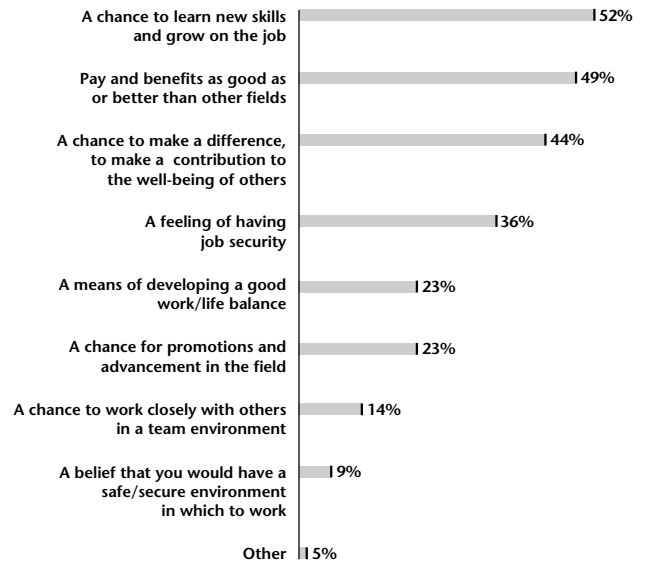 A chance to learn new skills
and grow on the job
52%
Pay and benefits as good as
or better than other fields
49%
A chance to make a difference,
to make a contribution to
the well-being of others
44%
A feeling of having
job security
36%
A means of developing a good
work/life balance
23%
A chance for promotions and
advancement in the field
23%
A chance to work closely with others
in a team environment
14%
A belief that you would have a
safe/secure environment
in which to work
9%
Other
5%